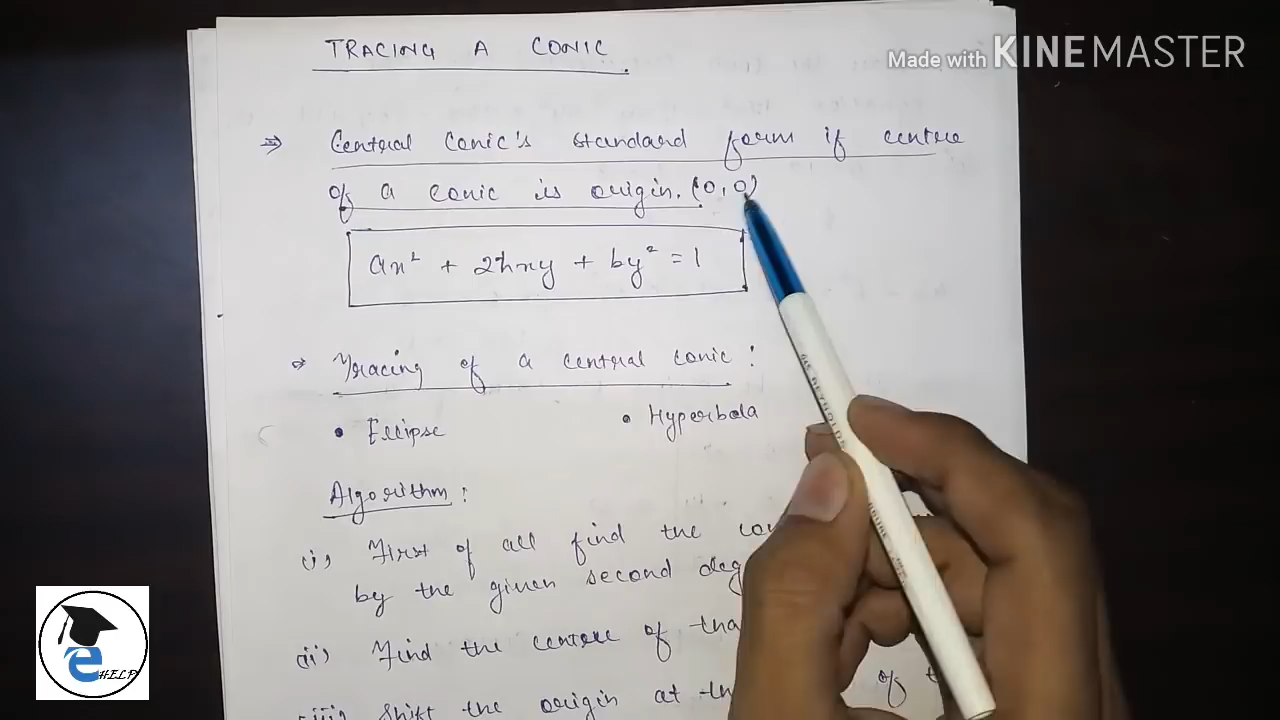 TRACING A CONIC
Made with KINEMASTER
⇒ Central Conic's standard form if centre
of a conic is origin. (0, 0)
ax² + 2hxy + by² = 1
⇒ Tracing of a central conic :
• Ellipse • Hyperbola
Algorithm :
(i) First of all find the
by the given second
(ii) Find the centre of
(iii) Shift the origin at of
e HELP